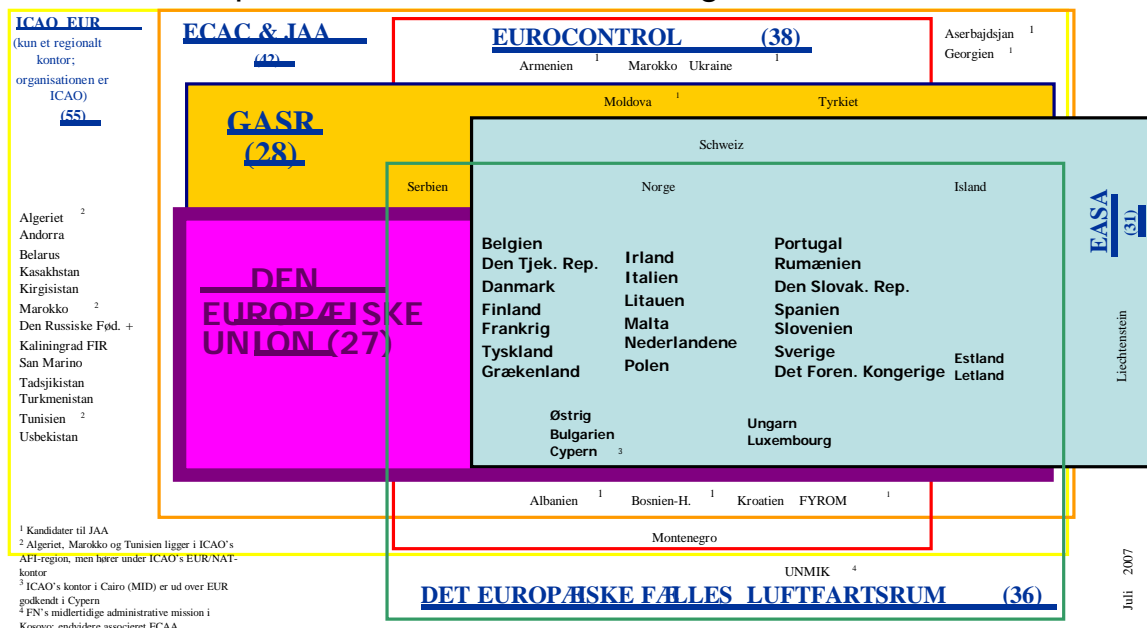 ICAO EUR
(kun et regionalt
kontor;
organisationen er
ICAO)
(55)
ECAC & JAA
(42)
EUROCONTROL (38)
Armenien 1 Marokko Ukraine 1
Aserbajdsjan 1
Georgien 1
Moldova 1 Tyrkiet
GASR
(28)
Schweiz
Serbien Norge Island
EASA
(31)
Liechtenstein
Algeriet 2
Andorra
Belarus
Kasakhstan
Kirgisistan
Marokko 2
Den Russiske Fød. +
Kaliningrad FIR
San Marino
Tadsjikistan
Turkmenistan
Tunisien 2
Usbekistan
DEN
EUROPÆISKE
UNION (27)
Belgien
Den Tjek. Rep.
Danmark
Finland
Frankrig
Tyskland
Grækenland
Irland
Italien
Litauen
Malta
Nederlandene
Polen
Portugal
Rumænien
Den Slovak. Rep.
Spanien
Slovenien
Sverige
Det Foren. Kongerige
Estland
Letland
Østrig
Bulgarien
Cypern 3
Ungarn
Luxembourg
Albanien 1 Bosnien-H. 1 Kroatien FYROM 1
Montenegro
UNMIK 4
DET EUROPÆISKE FÆLLES LUFTFARTSRUM (36)
1 Kandidater til JAA
2 Algeriet, Marokko og Tunisien ligger i ICAO's
AFI-region, men hører under ICAO's EUR/NAT-
kontor
3 ICAO's kontor i Cairo (MID) er ud over EUR
godkendt i Cypern
4 FN's midlertidige administrative mission i
Kosovo; endvidere associeret ECAA
Juli 2007